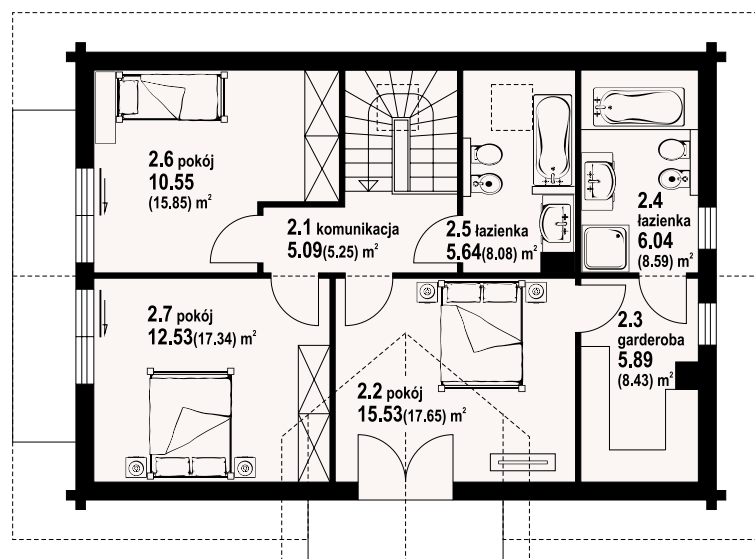 2.6 pokój
10.55
(15.85) m²
2.1 komunikacja
5.09(5.25) m²
2.5 łazienka
5.64(8.08) m²
2.4
łazienka
6.04
(8.59) m²
2.7 pokój
12.53(17.34) m²
2.2 pokój
15.53(17.65) m²
2.3
garderoba
5.89
(8.43) m²